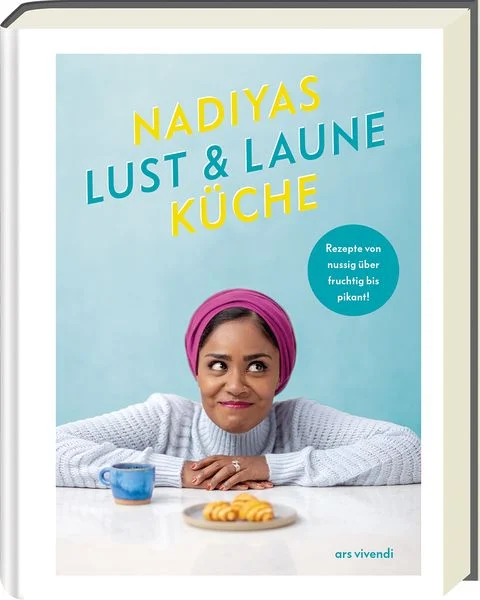 NADIYAS
LUST & LAUNE
KÜCHE
Rezepte von
nussig über
fruchtig bis
pikant!
ars vivendi